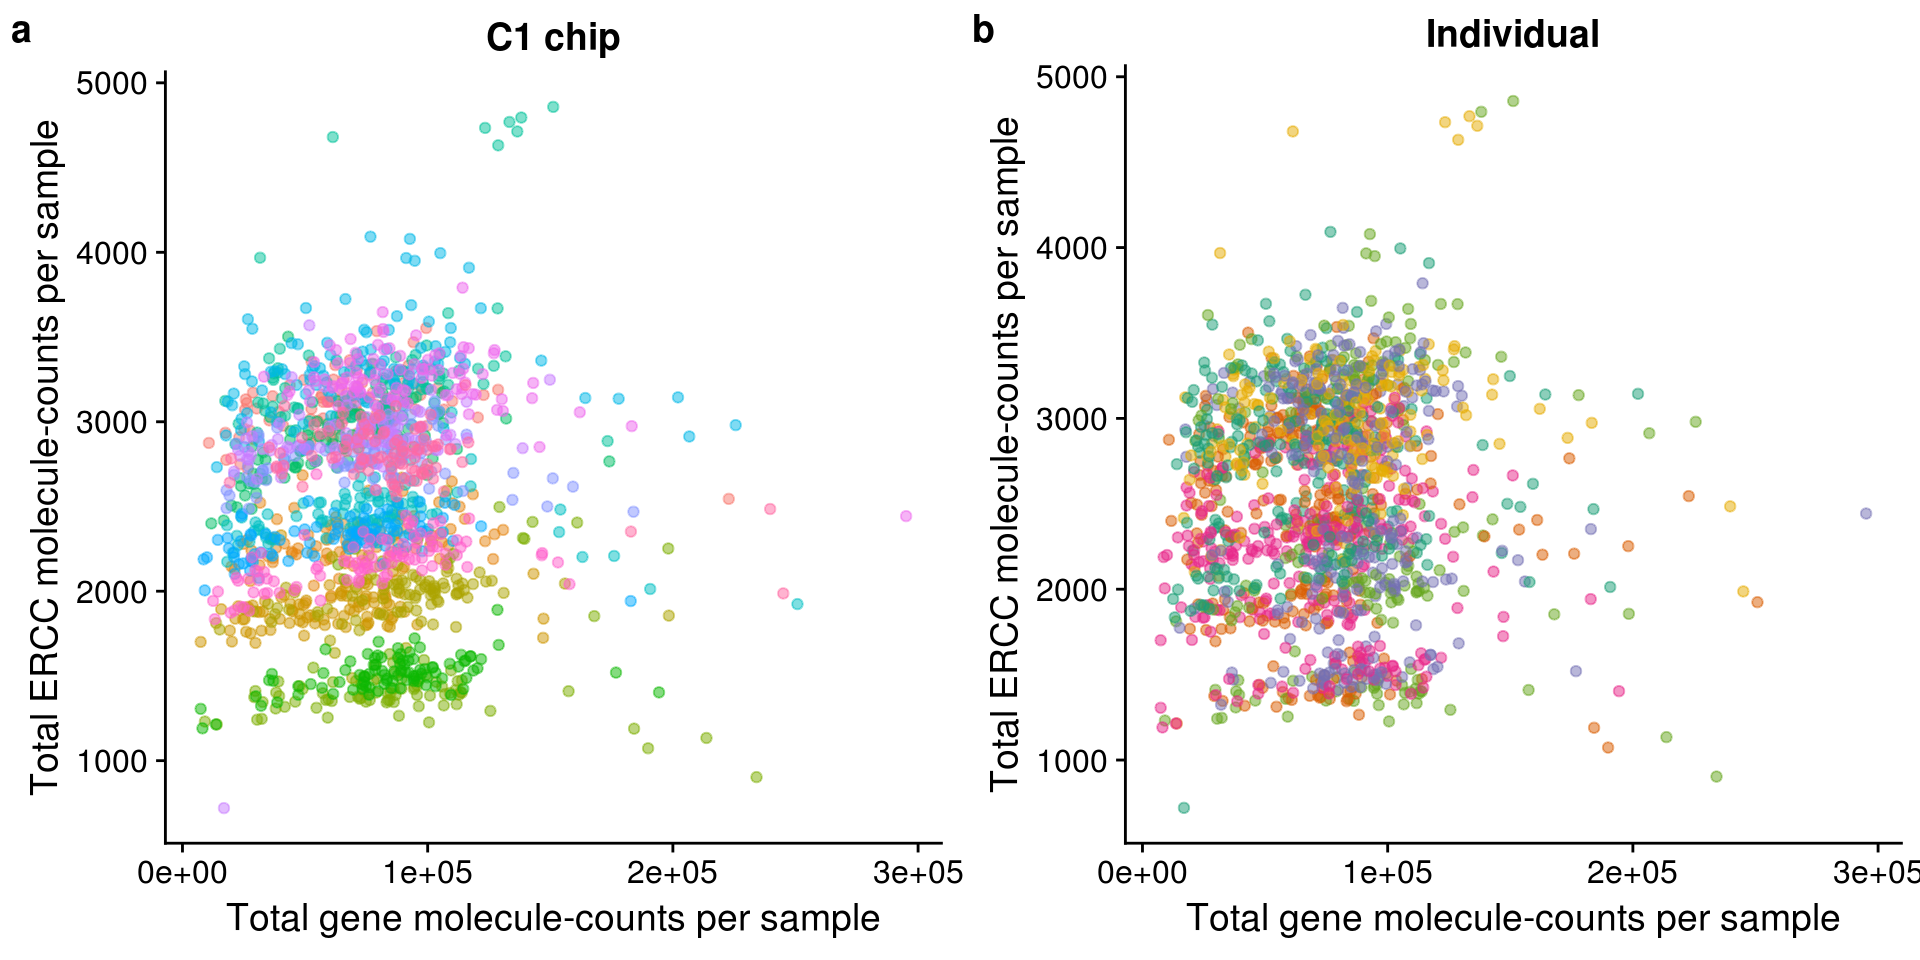 a
C1 chip
5000
4000
3000
2000
1000
0e+00 1e+05 2e+05 3e+05
Total gene molecule-counts per sample
Total ERCC molecule-counts per sample
b
Individual
5000
4000
3000
2000
1000
0e+00 1e+05 2e+05 3e+05
Total gene molecule-counts per sample
Total ERCC molecule-counts per sample